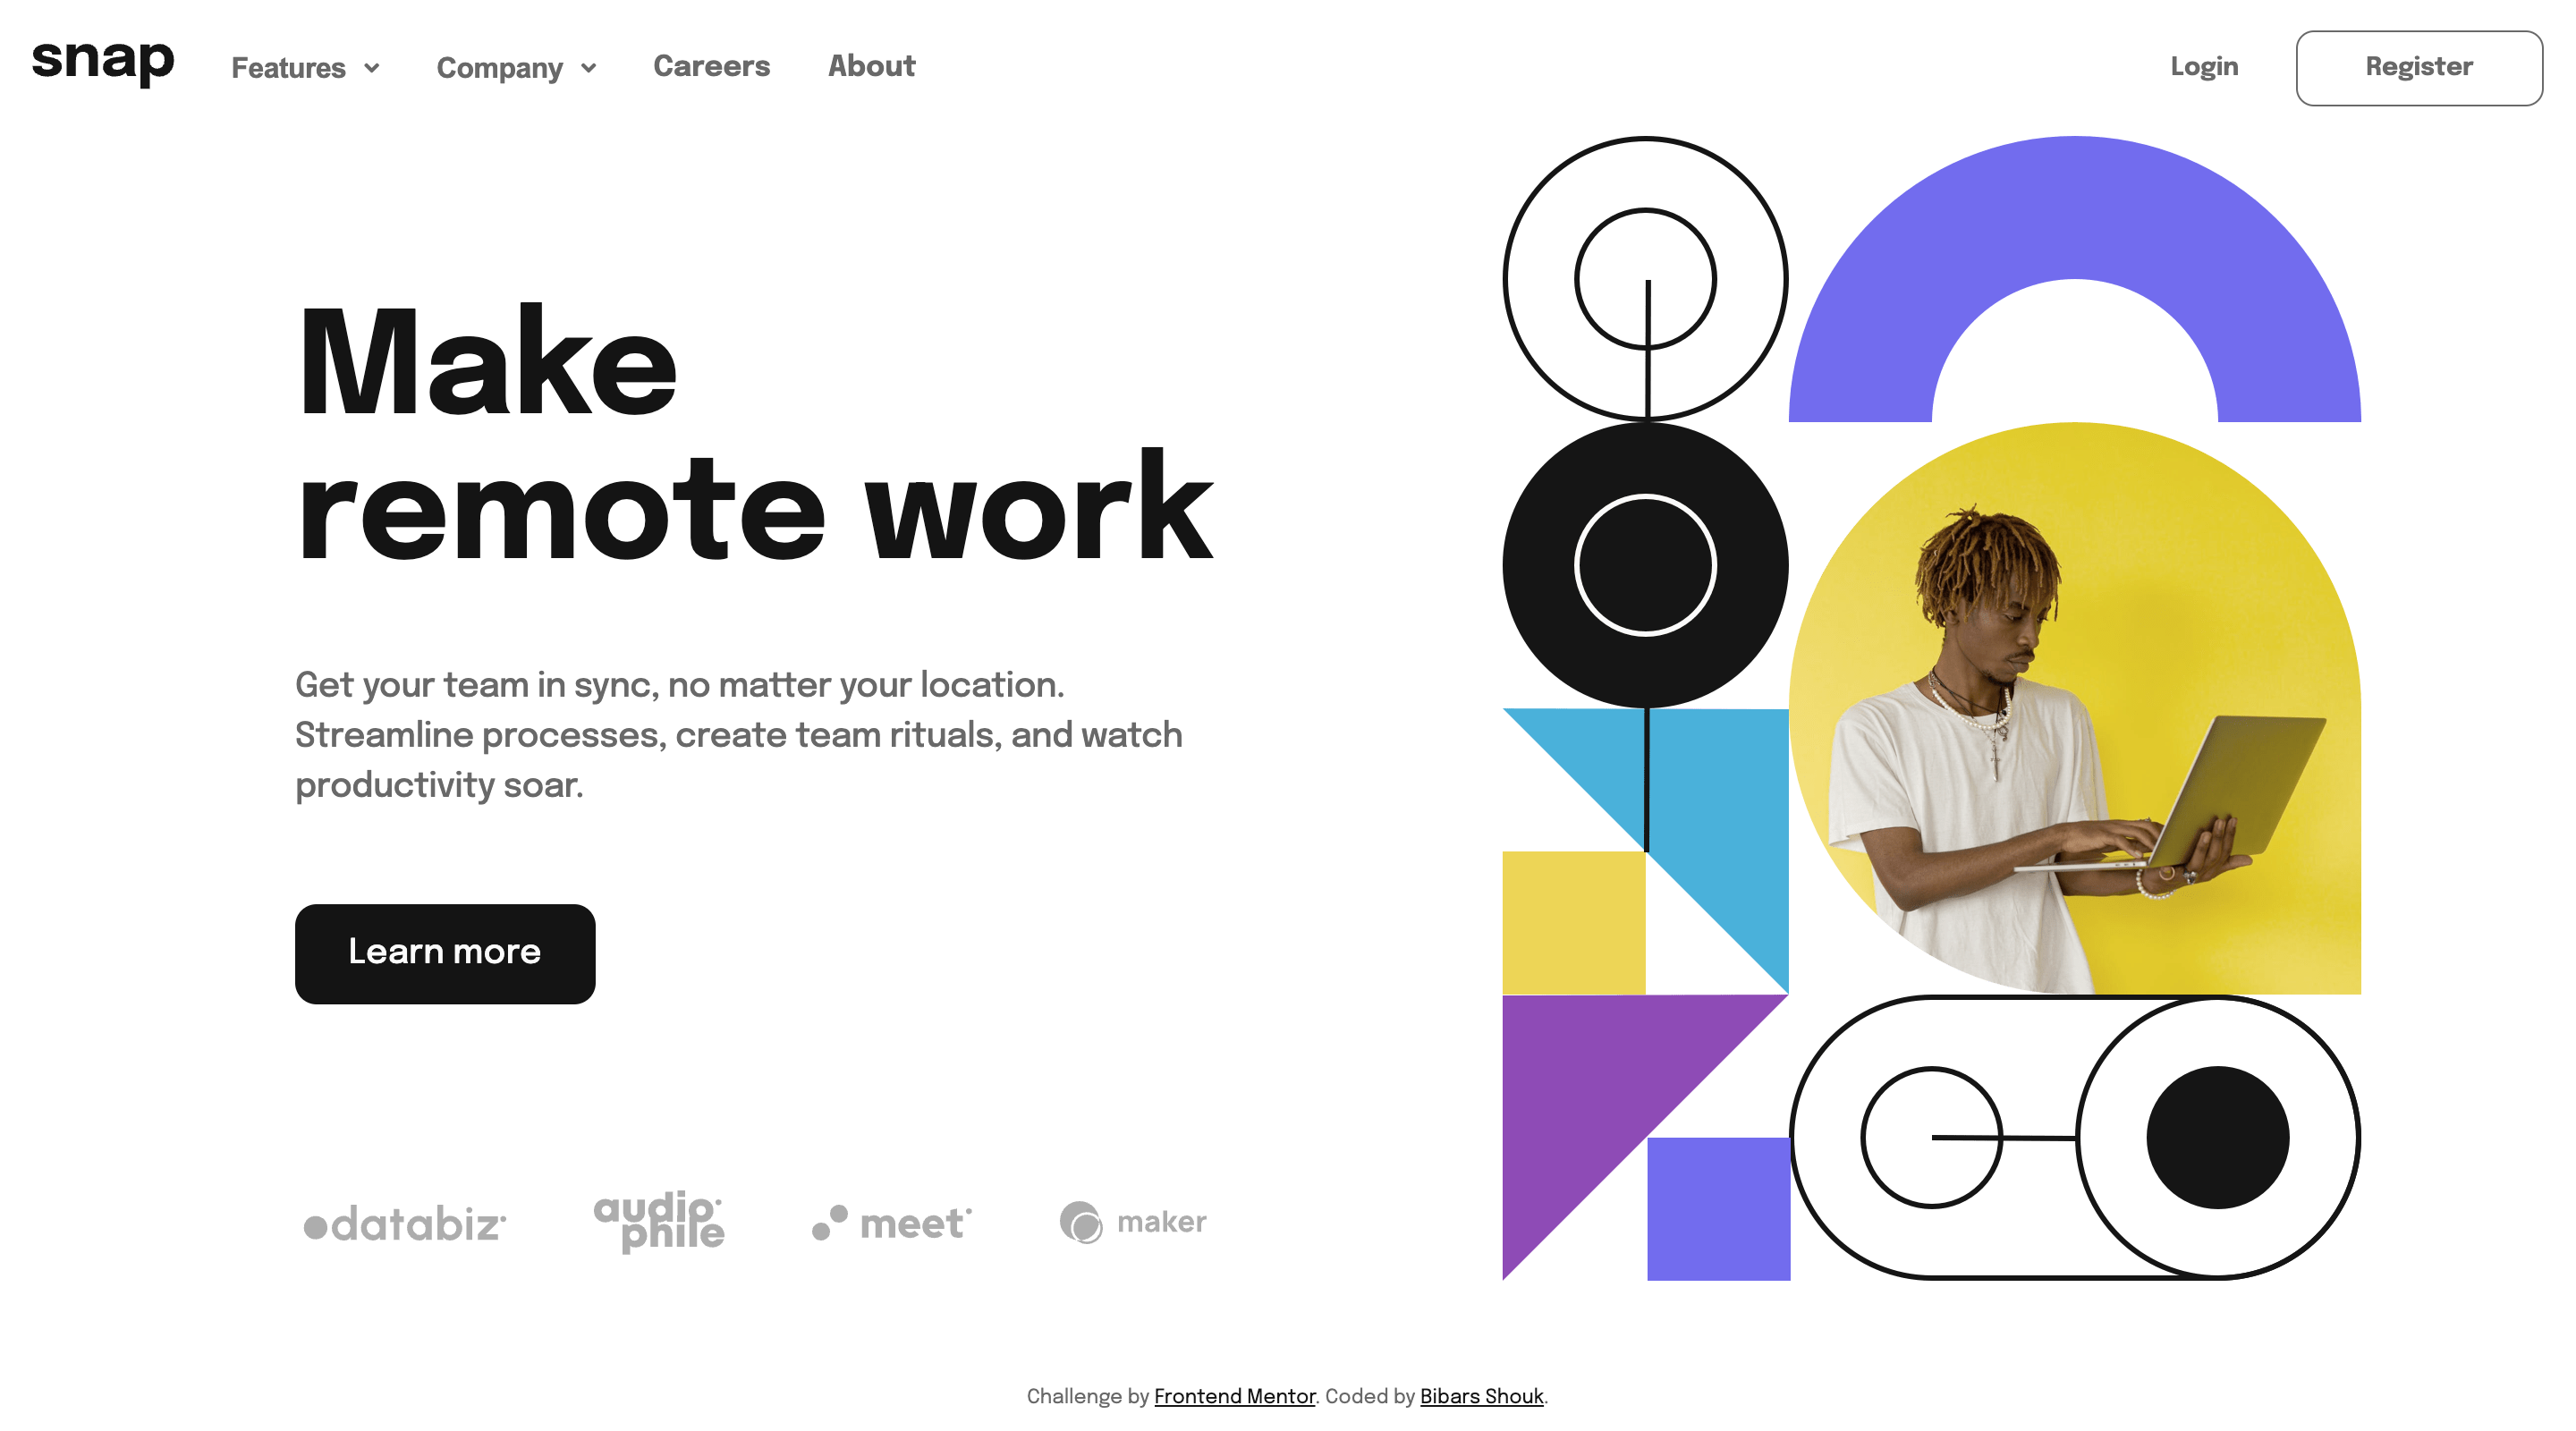 snap
Features
Company
Careers
About
Login
Register
Make
remote work
Get your team in sync, no matter your location.
Streamline processes, create team rituals, and watch
productivity soar.
Learn more
databiz
audio
phile
meet
maker
Challenge by Frontend Mentor. Coded by Bibars Shouk.